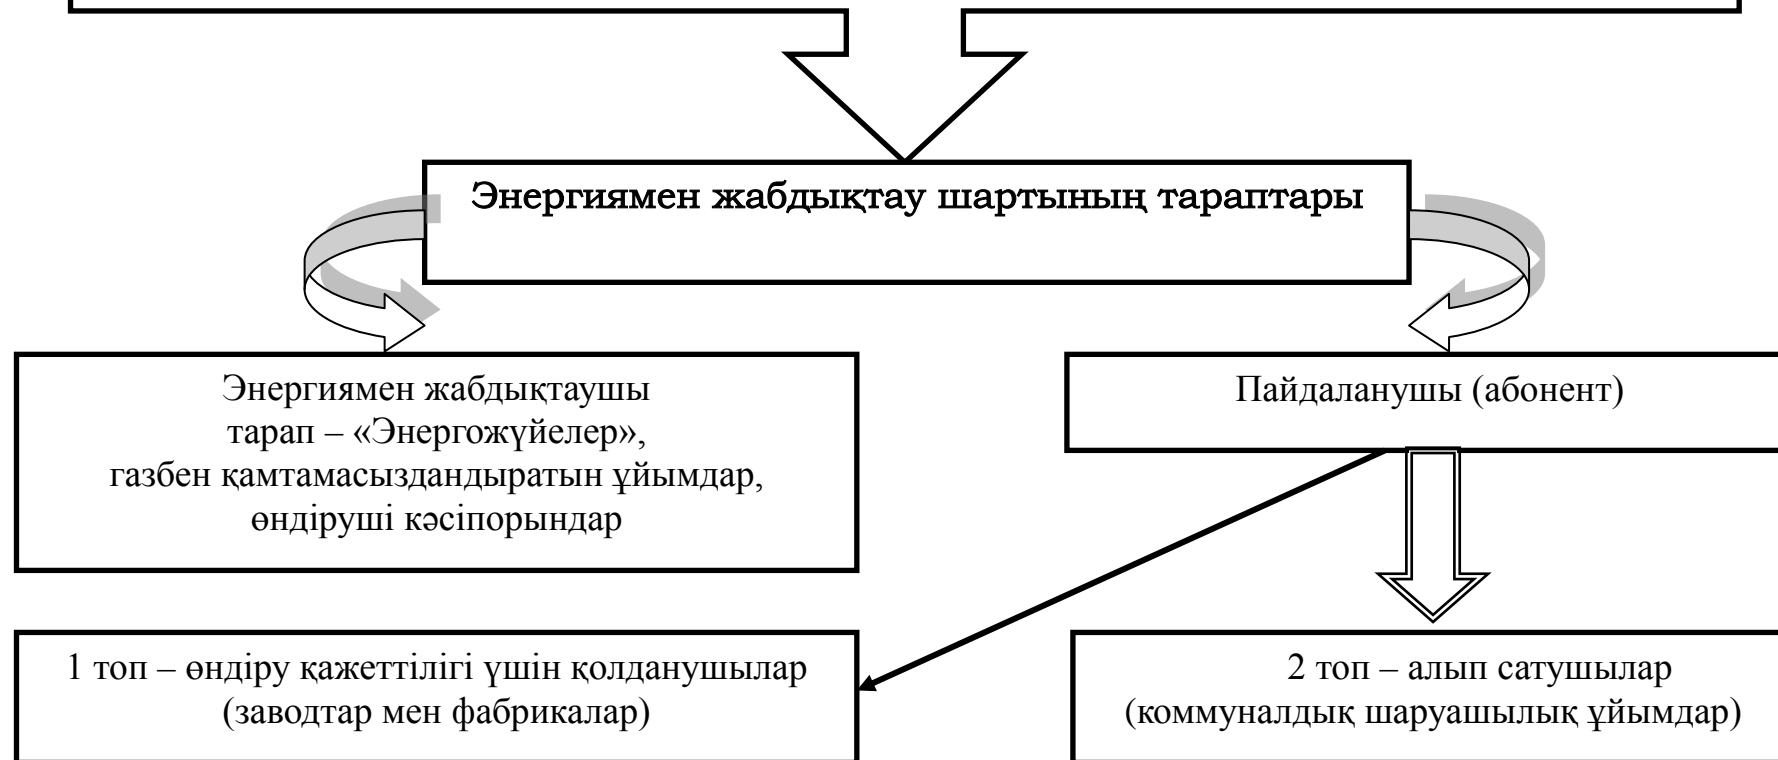 Энергиямен жабдықтау шартының тараптары
Энергиямен жабдықтаушы
тарап – «Энергожүйелер»,
газбен қамтамасыздандыратын ұйымдар,
өндіруші кәсіпорындар
Пайдаланушы (абонент)
1 топ – өндіру қажеттілігі үшін қолданушылар
(заводтар мен фабрикалар)
2 топ – алып сатушылар
(коммуналдық шаруашылық ұйымдар)